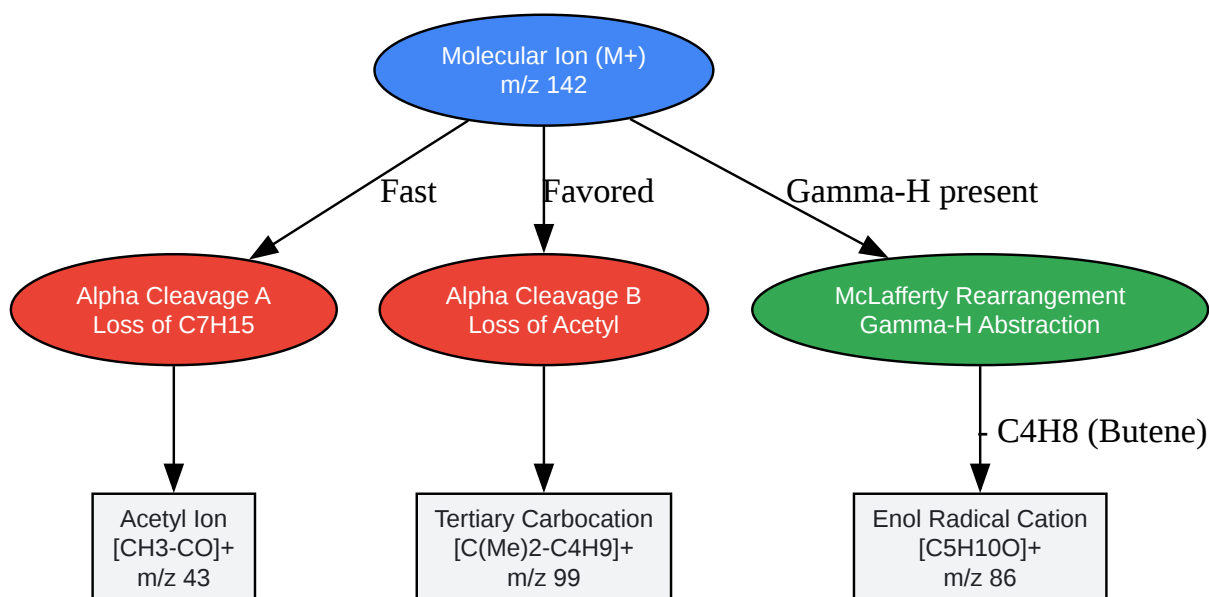 Molecular Ion (M+)
m/z 142
Fast
Favored
Gamma-H present
Alpha Cleavage A
Loss of C7H15
Alpha Cleavage B
Loss of Acetyl
McLafferty Rearrangement
Gamma-H Abstraction
- C4H8 (Butene)
Acetyl Ion
[CH3-CO]+
m/z 43
Tertiary Carbocation
[C(Me)2-C4H9]+
m/z 99
Enol Radical Cation
[C5H10O]+
m/z 86